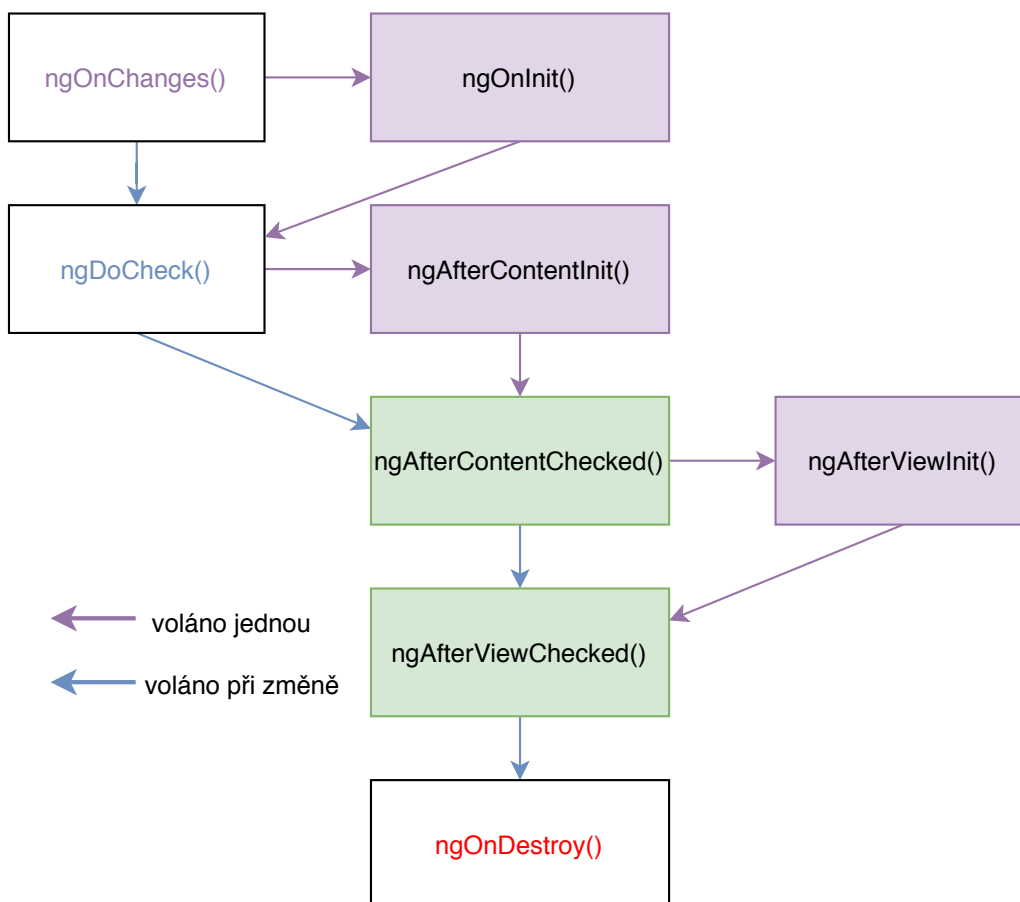 ngOnChanges()
ngOnInit()
ngDoCheck()
ngAfterContentInit()
ngAfterContentChecked()
ngAfterViewInit()
voláno jednou
ngAfterViewChecked()
voláno při změně
ngOnDestroy()